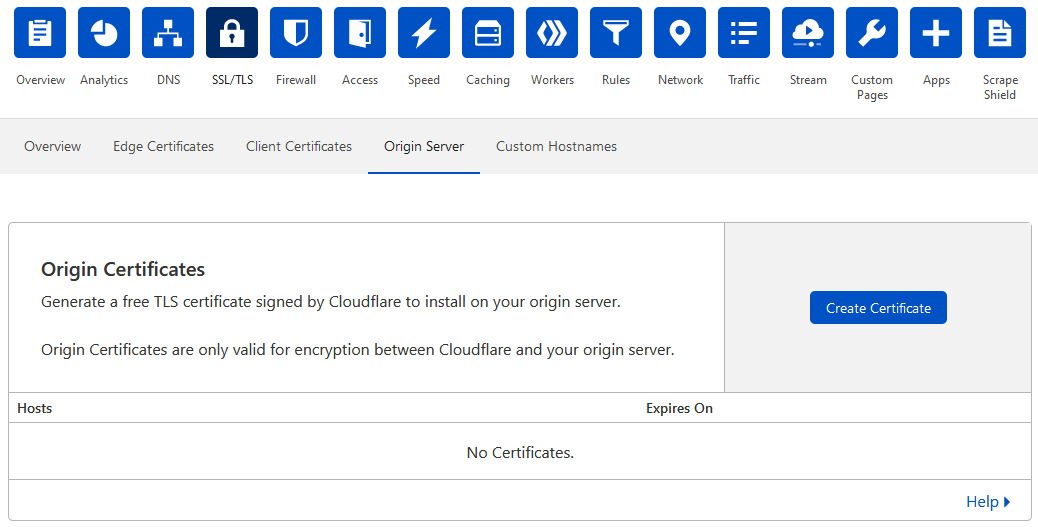 Overview Analytics DNS SSL/TLS Firewall Access Speed Caching Workers Rules Network Traffic Stream Custom Pages Apps Scrape Shield
Overview Edge Certificates Client Certificates Origin Server Custom Hostnames
Origin Certificates
Generate a free TLS certificate signed by Cloudflare to install on your origin server.
Origin Certificates are only valid for encryption between Cloudflare and your origin server.
Create Certificate
Hosts Expires On
No Certificates.
Help